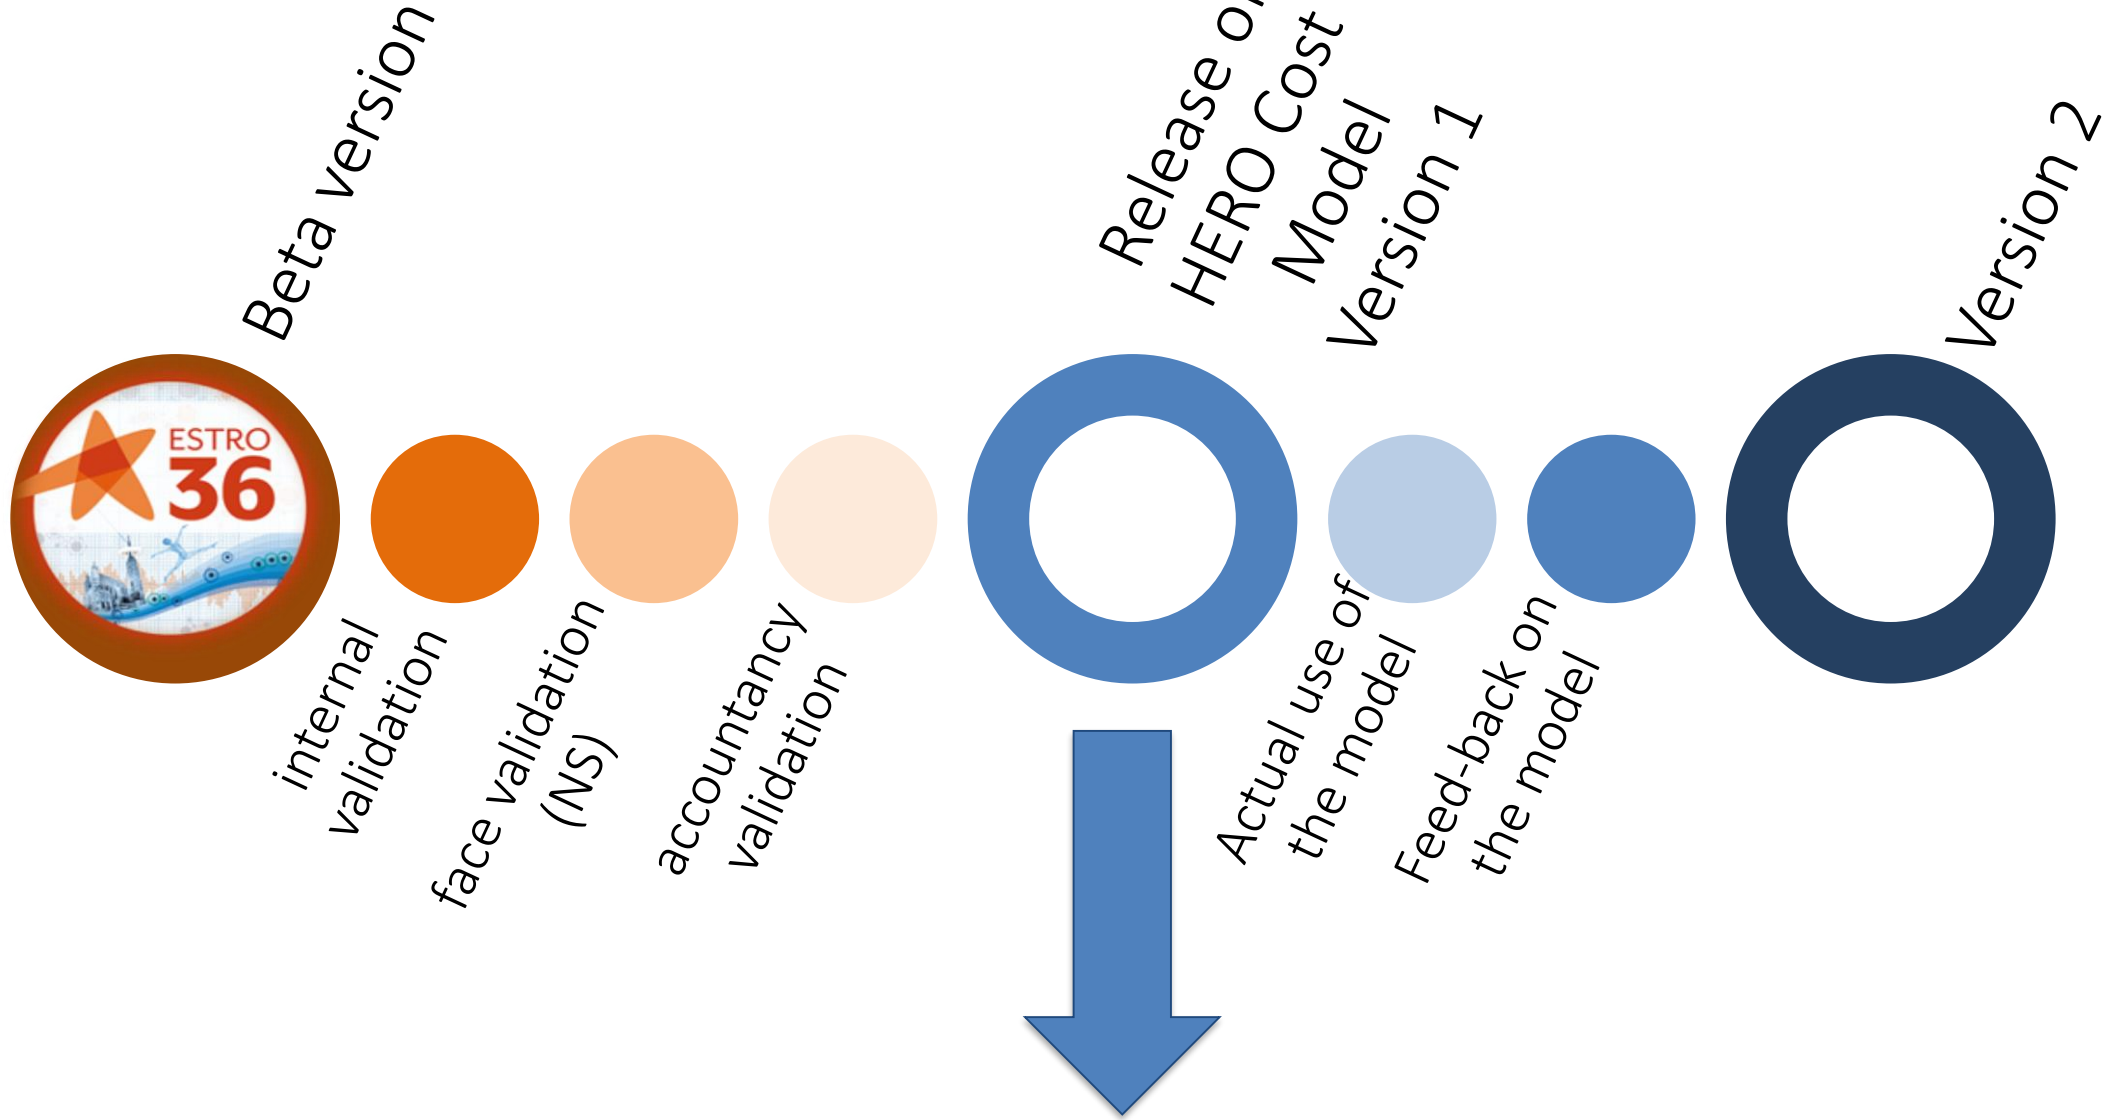 Beta version
ESTRO
36
internal
validation
face validation
(NS)
accountancy
validation
Release
HERO Cost
Model
Version 1
Actual use of
the model
Feed-back on
the model
Version 2